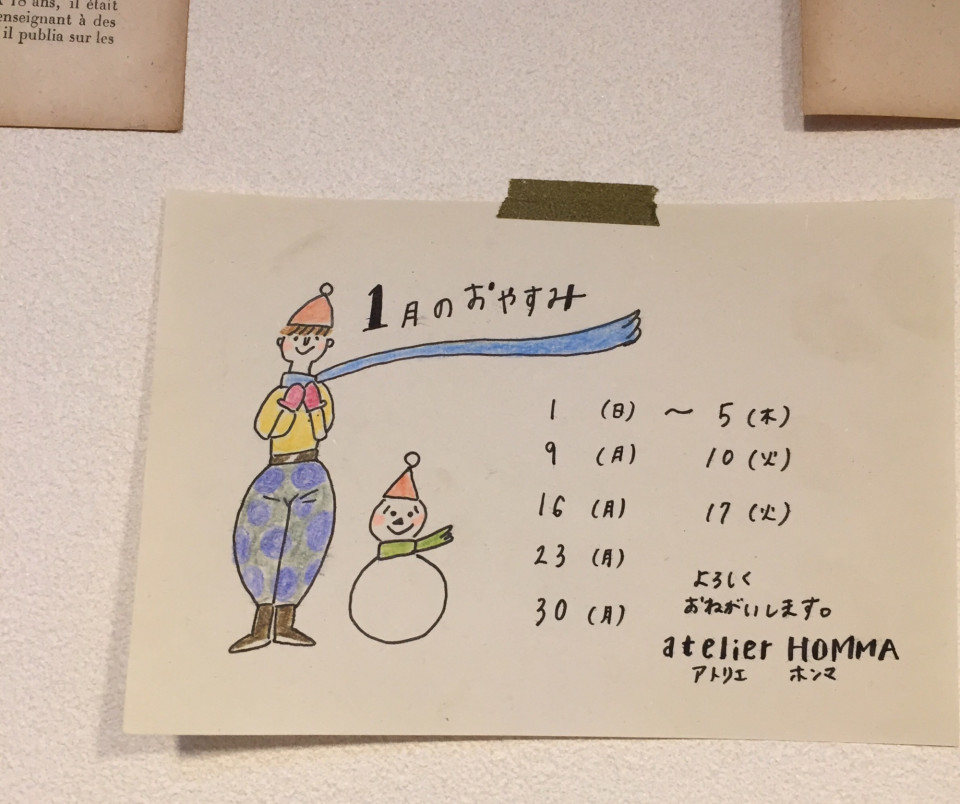 18 ans, il était
enseignant à des
il publia sur les
1月のおやすみ
1 (日) 〜 5 (木)
9 (月) 10 (火)
16 (月) 17 (火)
23 (月)
30 (月)
よろしく
おねがいします。
atelier HOMMA
アトリエ ホンマ